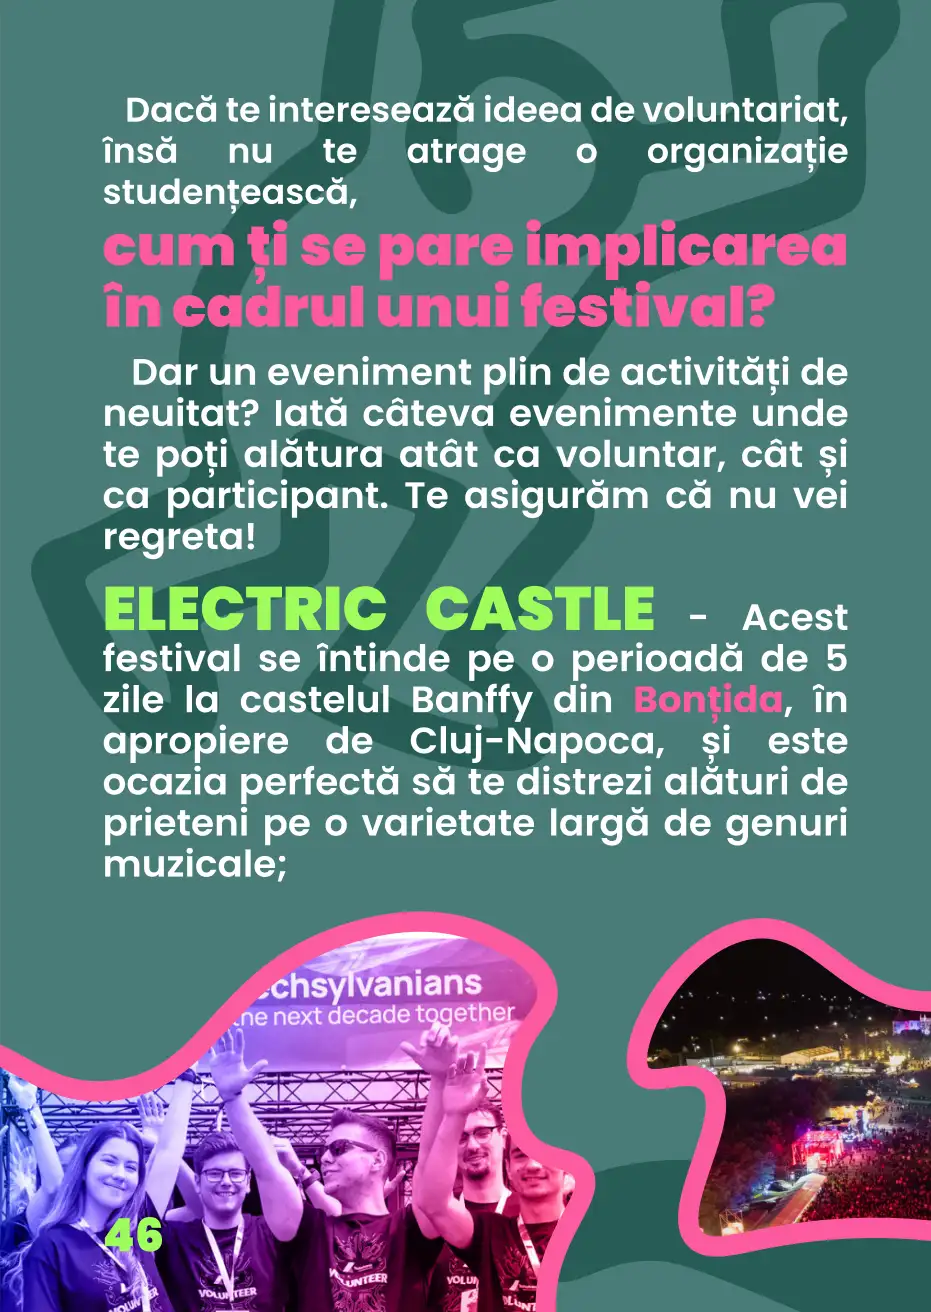 Dacă te interesează ideea de voluntariat,
însă nu te atrage o organizație
studențească,
cum ți se pare implicarea
în cadrul unui festival?
Dar un eveniment plin de activități de
neuitat? Iată câteva evenimente unde
te poți alătura atât ca voluntar, cât și
ca participant. Te asigurăm că nu vei
regreta!
ELECTRIC CASTLE - Acest
festival se întinde pe o perioadă de 5
zile la castelul Banffy din Bonțida, în
apropiere de Cluj-Napoca, și este
ocazia perfectă să te distrezi alături de
prieteni pe o varietate largă de genuri
muzicale;
chsylvanians
the next decade together
VOLUNTEER
46